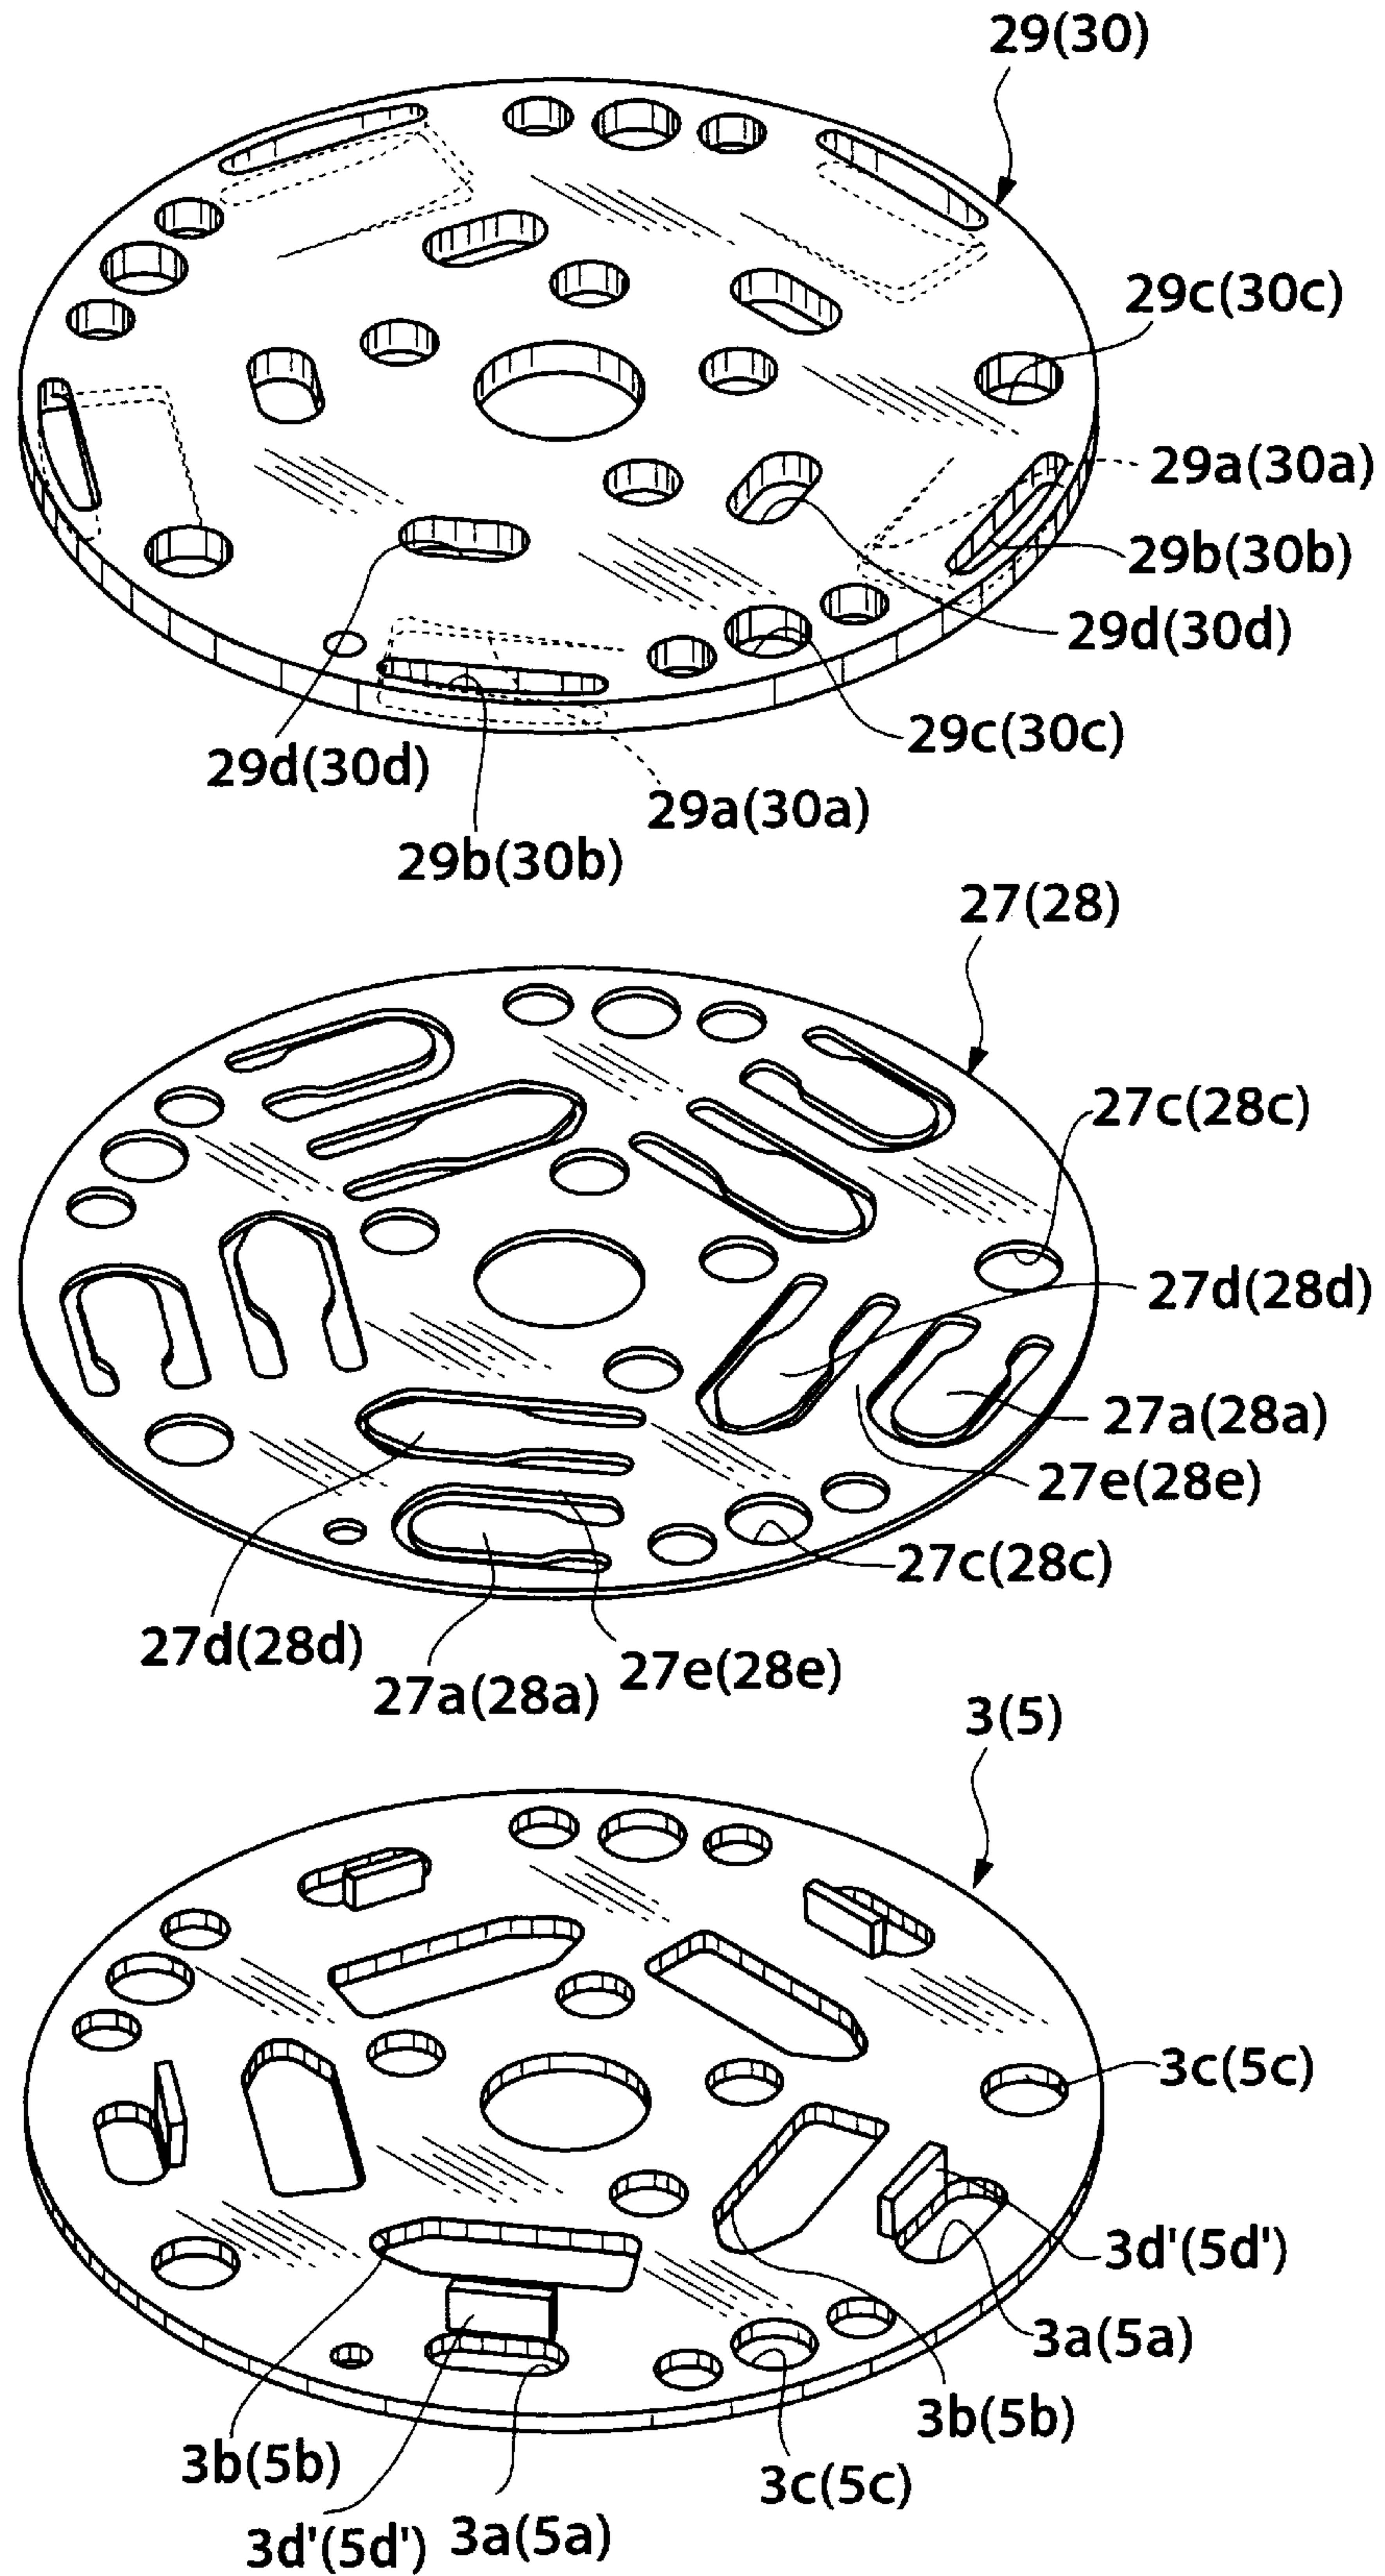 29(30)
29c(30c)
29a(30a)
29b(30b)
29d(30d)
29c(30c)
29d(30d)
29a(30a)
29b(30b)
27(28)
27c(28c)
27d(28d)
27a(28a)
27e(28e)
27c(28c)
27d(28d)
27e(28e)
27a(28a)
3(5)
3c(5c)
3d'(5d')
3a(5a)
3b(5b)
3b(5b)
3c(5c)
3d'(5d')
3a(5a)